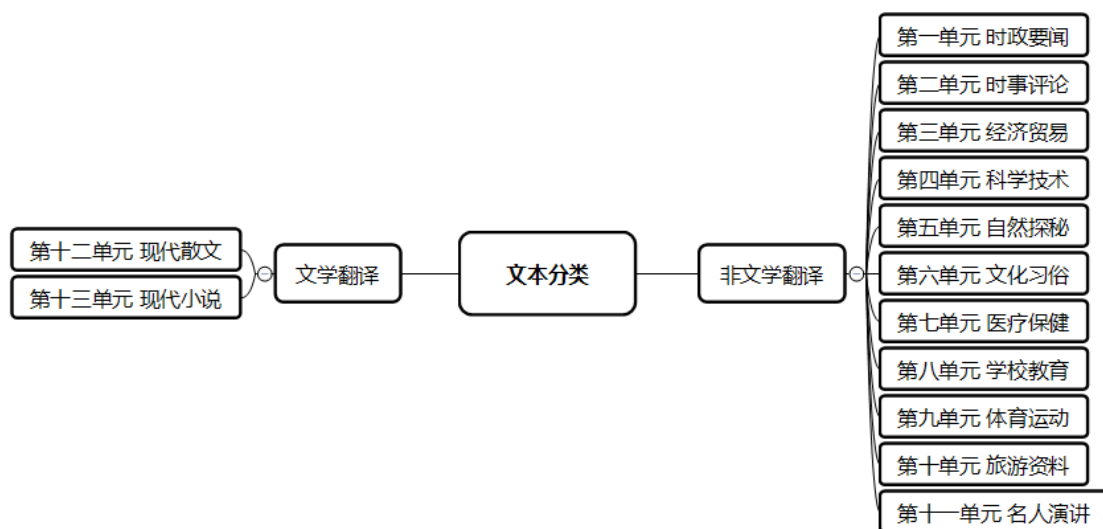 第一单元 时政要闻
第二单元 时事评论
第三单元 经济贸易
第四单元 科学技术
第五单元 自然探秘
第六单元 文化习俗
第七单元 医疗保健
第八单元 学校教育
第九单元 体育运动
第十单元 旅游资料
第十一单元 名人演讲
非文学翻译
文本分类
文学翻译
第十二单元 现代散文
第十三单元 现代小说